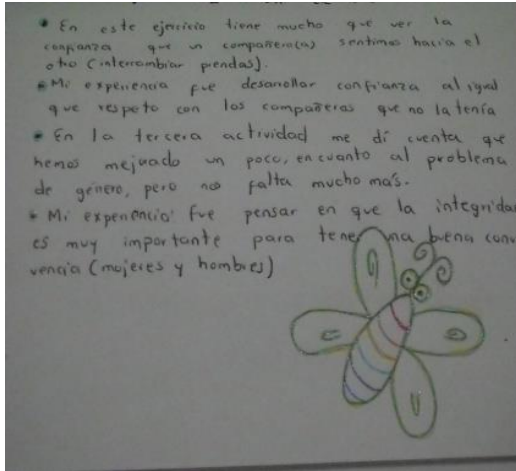 • En este ejercicio tiene mucho que ver la
confianza que un compañero(a) sentimos hacia el
otro (intercambiar prendas).
• Mi experiencia fue desarrollar confianza al igual
que respeto con los compañeras que no la tenía
• En la tercera actividad me dí cuenta que
hemos mejorado un poco, en cuanto al problema
de género, pero nos falta mucho más.
• Mi experiencia fue pensar en que la integridad
es muy importante para tener una buena convi
vencia (mujeres y hombres)